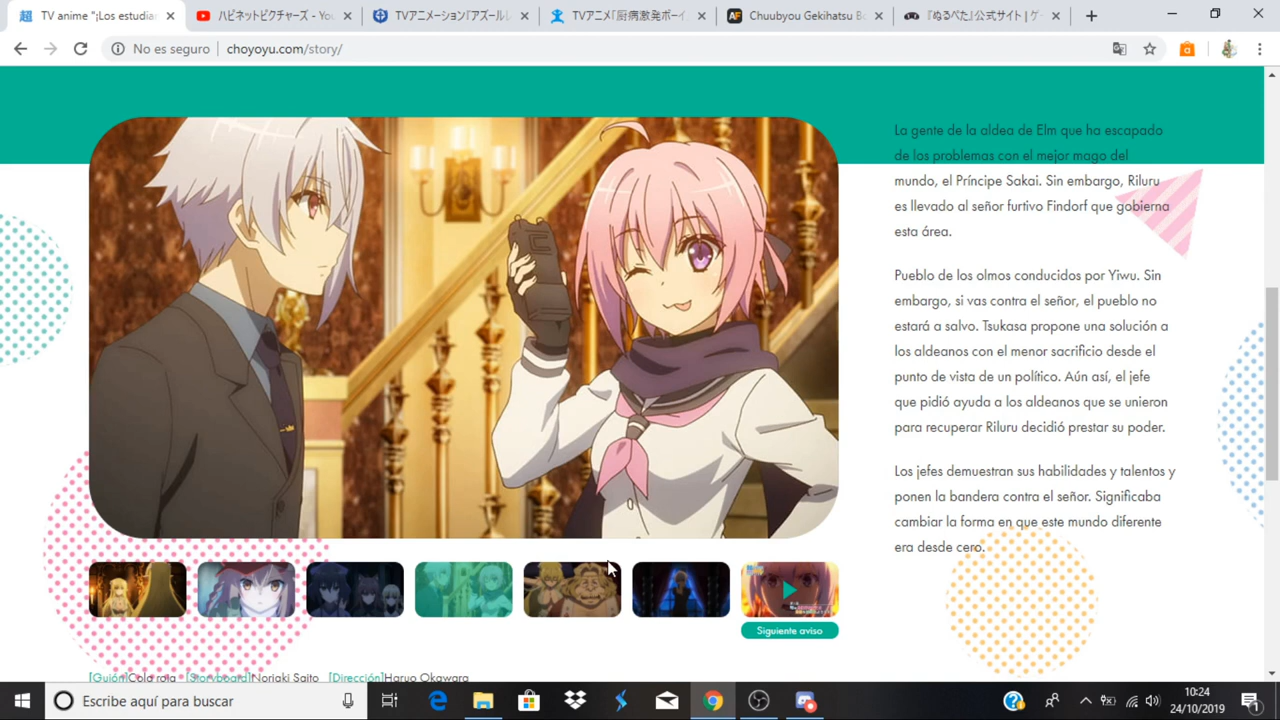 TV anime "¡Los estudia
ハピネットピクチャーズ - You
TVアニメーション『アズールレ
TVアニメ「厨病激発ボーイ
Chuubyou Gekihatsu Bo
『ぬるぺた』公式サイト | ゲー
No es seguro
choyoyu.com/story/
La gente de la aldea de Elm que ha escapado
de los problemas con el mejor mago del
mundo, el Príncipe Sakai. Sin embargo, Riluru
es llevado al señor furtivo Findorf que gobierna
esta área.
Pueblo de los olmos conducidos por Yiwu. Sin
embargo, si vas contra el señor, el pueblo no
estará a salvo. Tsukasa propone una solución a
los aldeanos con el menor sacrificio desde el
punto de vista de un político. Aún así, el jefe
que pidió ayuda a los aldeanos que se unieron
para recuperar Riluru decidió prestar su poder.
Los jefes demuestran sus habilidades y talentos y
ponen la bandera contra el señor. Significaba
cambiar la forma en que este mundo diferente
era desde cero.
Siguiente aviso
[Guión]Cola rota [Storyboard]Noriaki Saito [Dirección]Haruo Okawara
Escribe aquí para buscar
10:24
24/10/2019